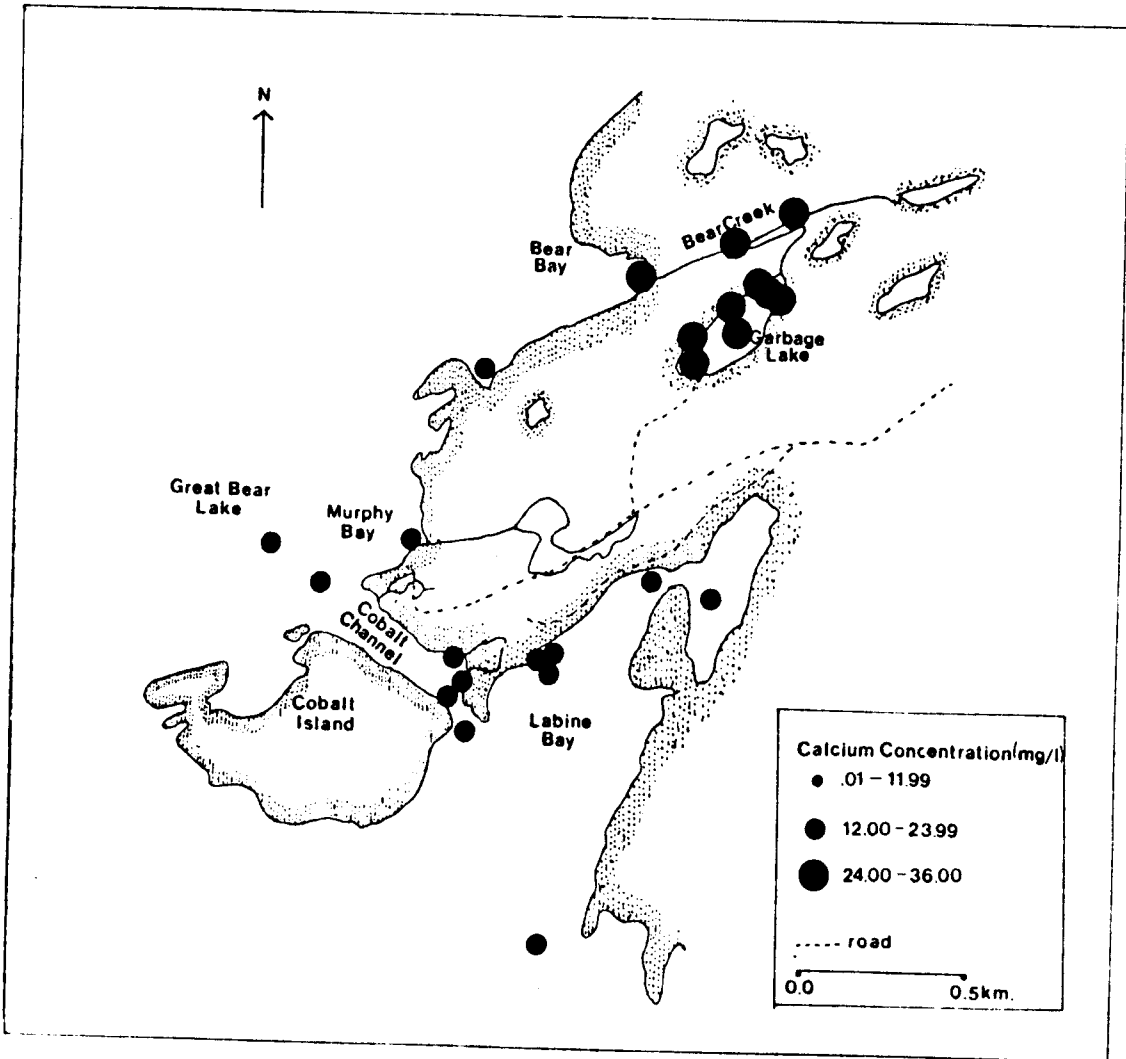 N
Bear Creek
Bear
Bay
Garbage
Lake
Great Bear
Lake
Murphy
Bay
Cobalt
Channel
Cobalt
Island
Labine
Bay
Calcium Concentration(mg/l)
.01 – 11.99
12.00 – 23.99
24.00 – 36.00
road
0.0
0.5km.